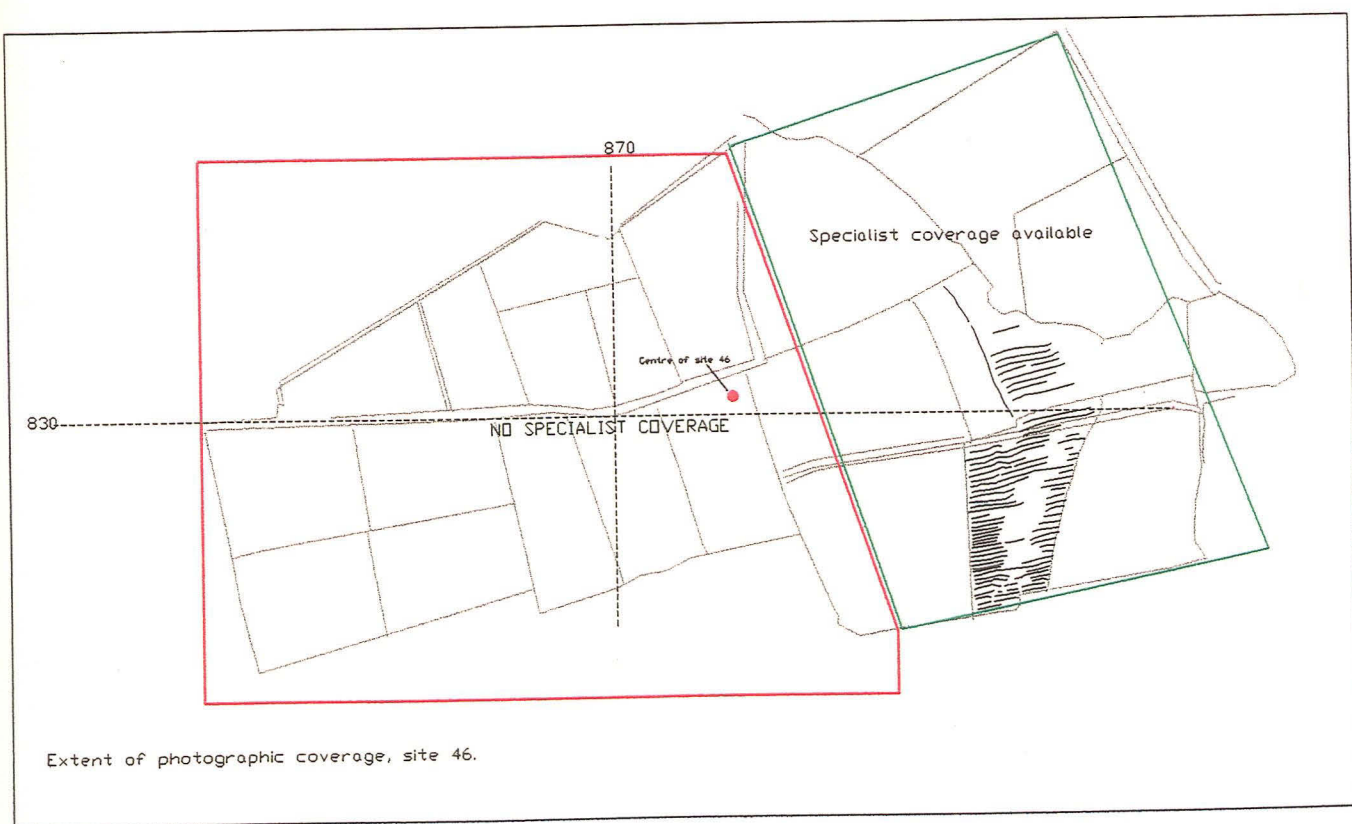 870
Specialist coverage available
Centre of site 46
830
NO SPECIALIST COVERAGE
Extent of photographic coverage, site 46.